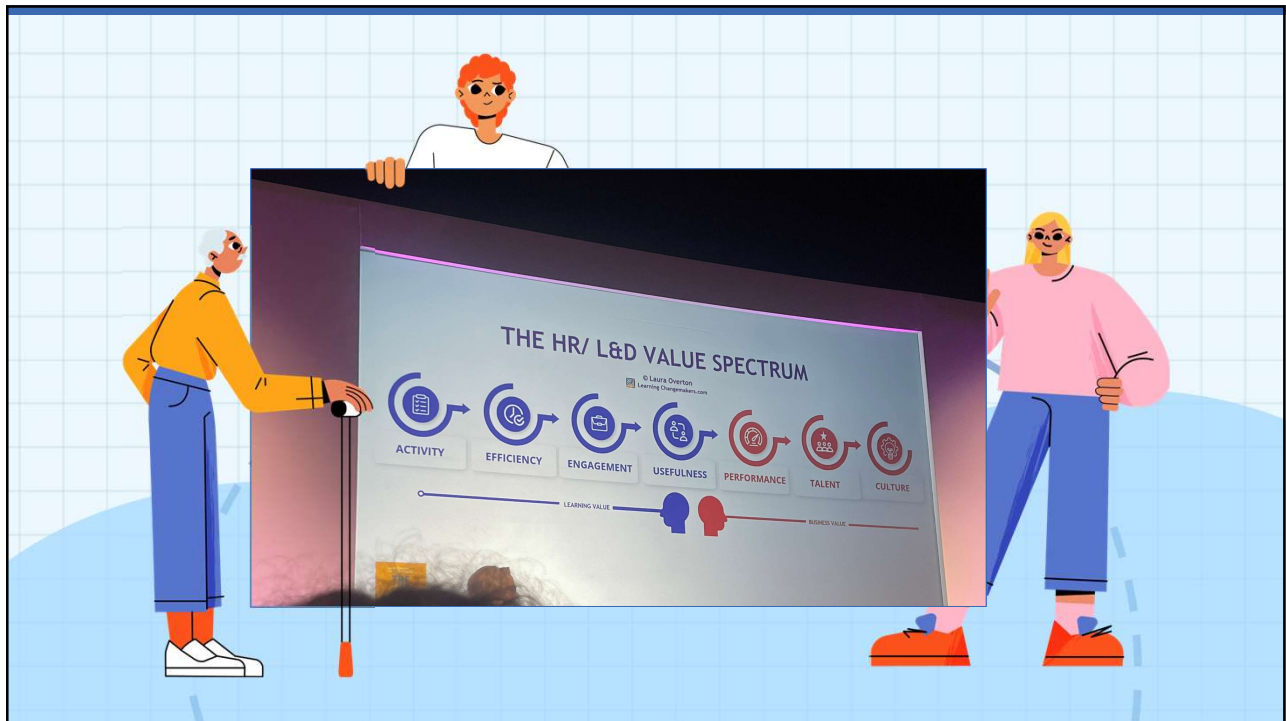 THE HR/ L&D VALUE SPECTRUM
© Laura Overton
Learning Changemakers.com
ACTIVITY
EFFICIENCY
ENGAGEMENT
USEFULNESS
PERFORMANCE
TALENT
CULTURE
LEARNING VALUE
BUSINESS VALUE